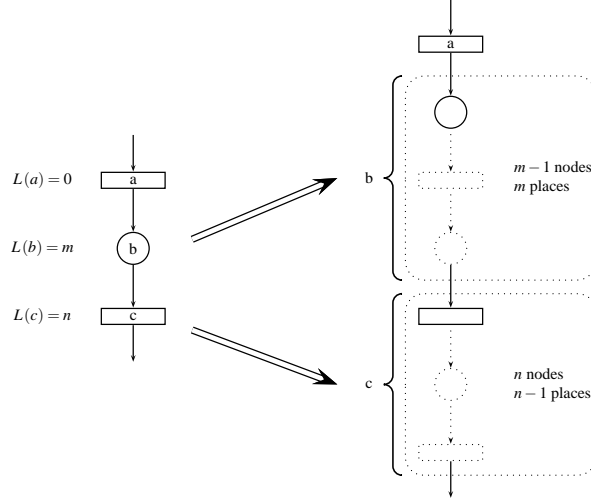 a
L(a) = 0
a
b
m − 1 nodes
m places
L(b) = m
b
L(c) = n
c
c
n nodes
n − 1 places